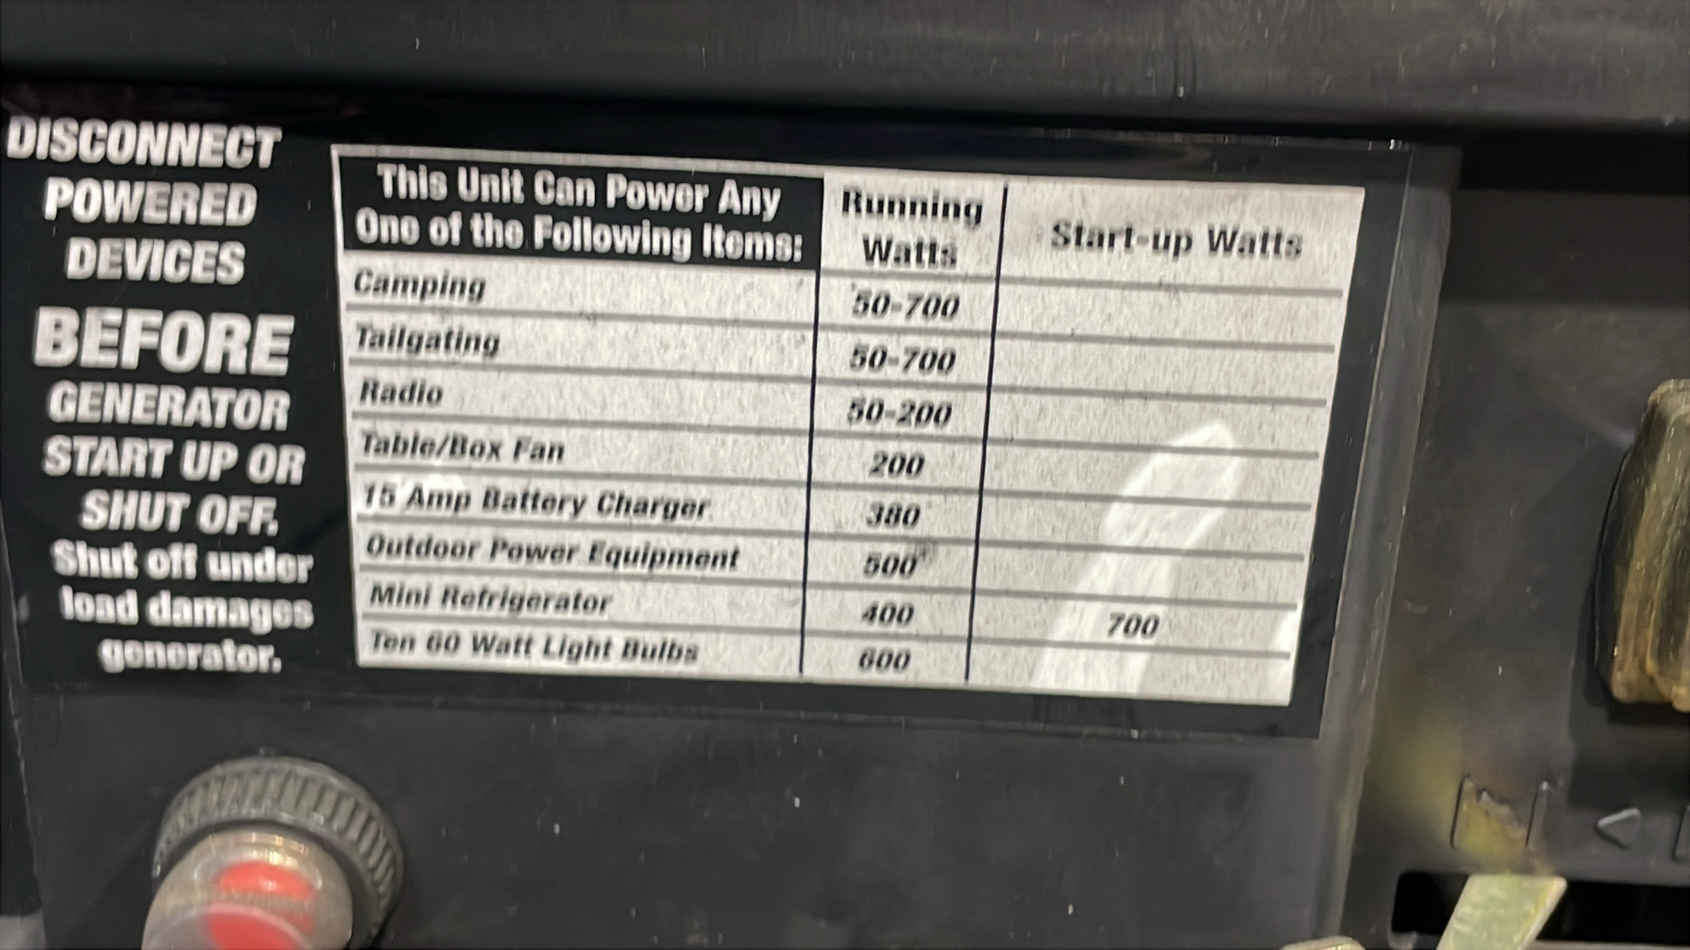 DISCONNECT
POWERED
DEVICES
BEFORE
GENERATOR
START UP OR
SHUT OFF.
Shut off under
load damages
generator.
This Unit Can Power Any
One of the Following Items:
Running
Watts
Start-up Watts
Camping 50-700
Tailgating 50-700
Radio 50-200
Table/Box Fan 200
15 Amp Battery Charger 380
Outdoor Power Equipment 500
Mini Refrigerator 400 700
Ten 60 Watt Light Bulbs 600